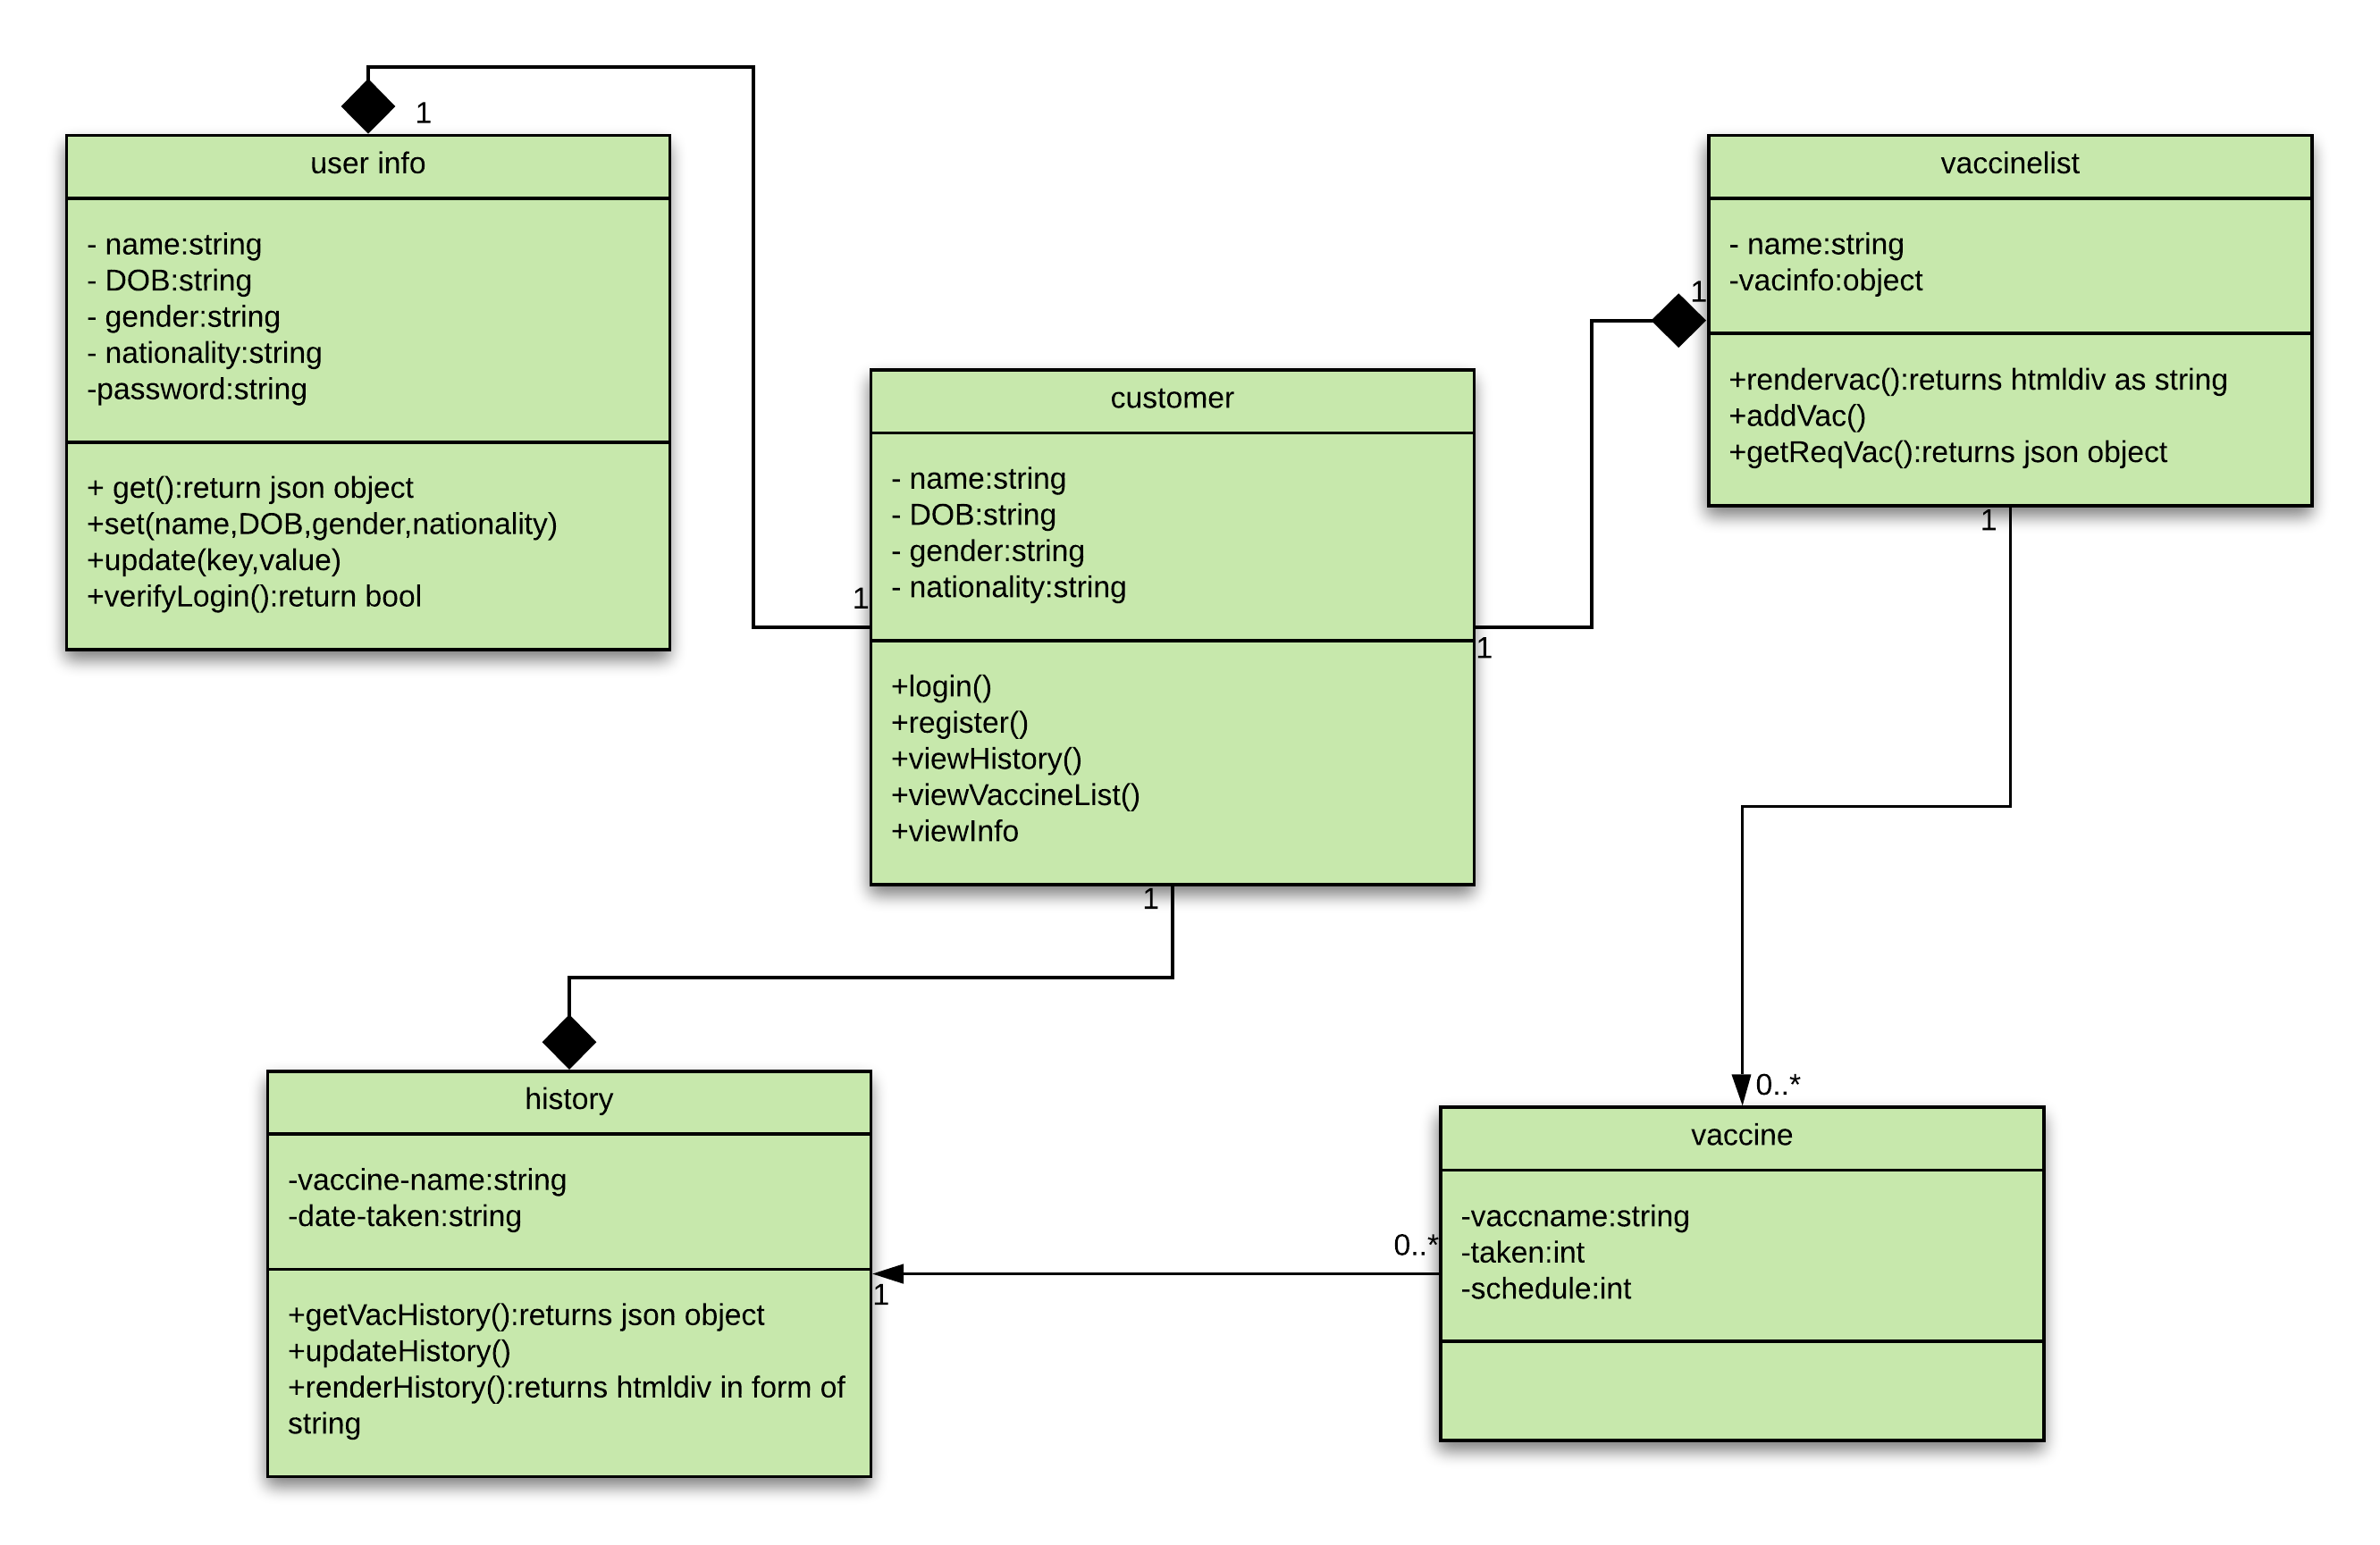 1
user info
- name:string
- DOB:string
- gender:string
- nationality:string
-password:string
+ get():return json object
+set(name,DOB,gender,nationality)
+update(key,value)
+verifyLogin():return bool
vaccinelist
- name:string
-vacinfo:object
+rendervac():returns htmldiv as string
+addVac()
+getReqVac():returns json object
1
1
customer
- name:string
- DOB:string
- gender:string
- nationality:string
+login()
+register()
+viewHistory()
+viewVaccineList()
+viewInfo
1
1
1
history
-vaccine-name:string
-date-taken:string
+getVacHistory():returns json object
+updateHistory()
+renderHistory():returns htmldiv in form of
string
1
0..*
0..*
vaccine
-vaccname:string
-taken:int
-schedule:int